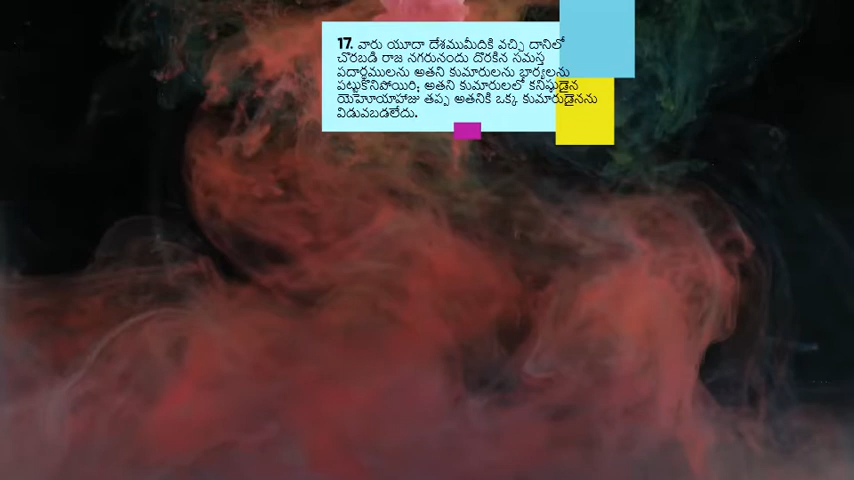 17. వారు యూదా దేశముమీదికి వచ్చి దానిలో
చొరబడి రాజ నగరునందు దొరకిన సమస్త
పదార్థములను అతని కుమారులను భార్యలను
పట్టుకొనిపోయిరి; అతని కుమారులలో కనిష్ఠుడైన
యెహోయాహాజు తప్ప అతనికి ఒక్క కుమారుడైనను
విడువబడలేదు.